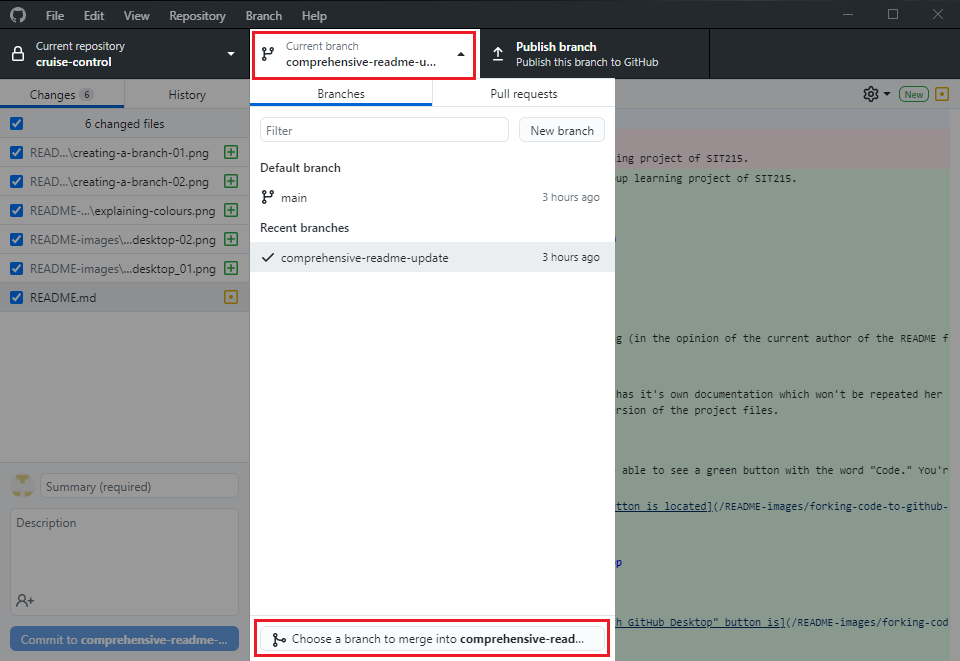 File Edit View Repository Branch Help
Current repository
cruise-control
Current branch
comprehensive-readme-u...
Publish branch
Publish this branch to GitHub
Changes 6 History
Branches Pull requests
New
6 changed files
Filter
New branch
READ...\creating-a-branch-01.png
READ...\creating-a-branch-02.png
README-...\explaining-colours.png
README-images\...desktop-02.png
README-images\...desktop_01.png
README.md
Default branch
main 3 hours ago
Recent branches
comprehensive-readme-update 3 hours ago
ing project of SIT215.
up learning project of SIT215.
g (in the opinion of the current author of the README f
has it's own documentation which won't be repeated her
rsion of the project files.
able to see a green button with the word "Code." You'r
tton is located](/README-images/forking-code-to-github-
op
h GitHub Desktop" button is](/README-images/forking-cod
Summary (required)
Description
Commit to comprehensive-readme-...
Choose a branch to merge into comprehensive-read...